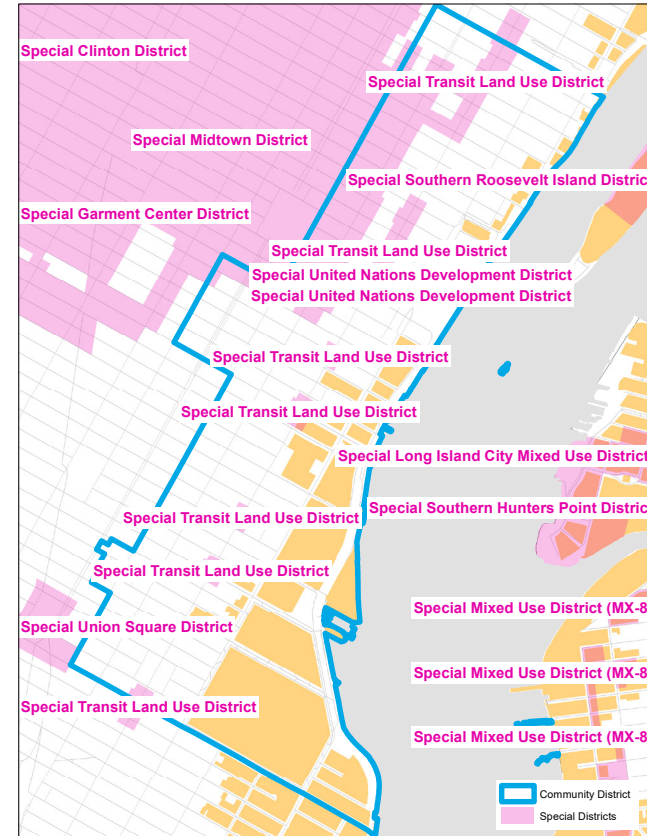 Special Clinton District
Special Transit Land Use District
Special Midtown District
Special Southern Roosevelt Island Distric
Special Garment Center District
Special Transit Land Use District
Special United Nations Development District
Special United Nations Development District
Special Transit Land Use District
Special Transit Land Use District
Special Long Island City Mixed Use District
Special Southern Hunters Point Distric
Special Transit Land Use District
Special Transit Land Use District
Special Mixed Use District (MX-8
Special Union Square District
Special Mixed Use District (MX-8
Special Transit Land Use District
Special Mixed Use District (MX-8
Community District
Special Districts